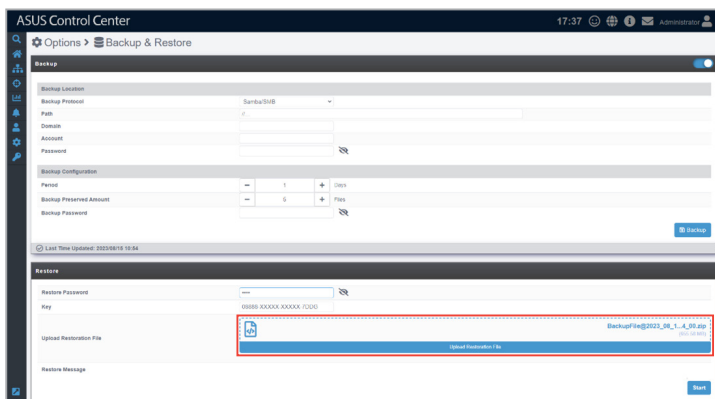 ASUS Control Center
17:37
Administrator
Options > Backup & Restore
Backup
Backup Location
Backup Protocol
Samba/SMB
Path
//
Domain
Account
Password
Backup Configuration
Period
− 1 + Days
Backup Preserved Amount
− + Files
Backup Password
Backup
Last Time Updated: 2023/08/15 10:54
Restore
Restore Password
Key
Upload Restoration File
BackupFile@2023_08_1...4_00.zip
Upload Restoration File
Restore Message
Start